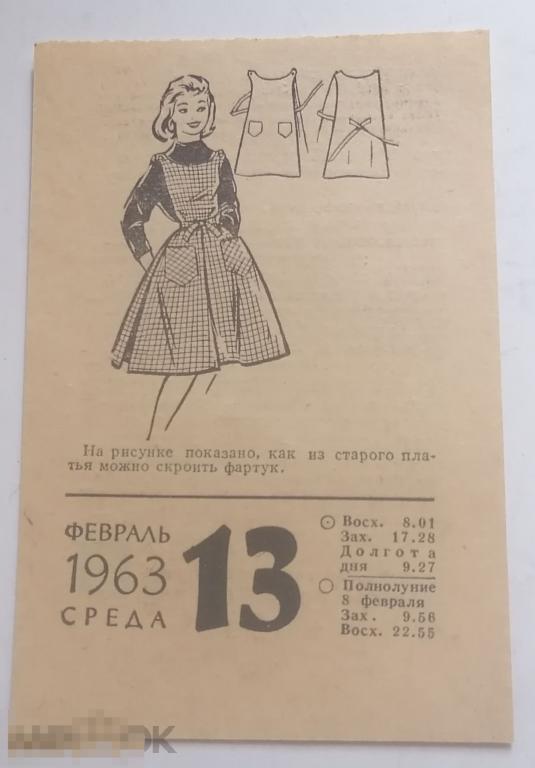 На рисунке показано, как из старого пла-
тья можно скроить фартук.
ФЕВРАЛЬ
1963
СРЕДА
13
Восх. 8.01
Зах. 17.28
Долгота
дня 9.27
Полнолуние
8 февраля
Зах. 9.56
Восх. 22.55